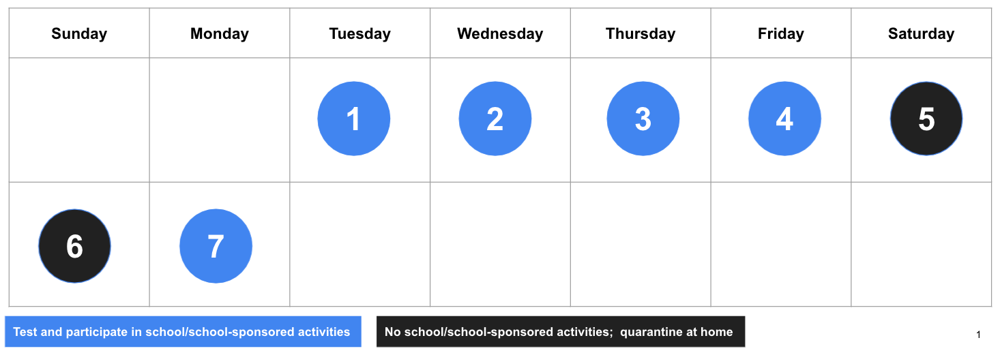 Sunday Monday Tuesday Wednesday Thursday Friday Saturday
1 2 3 4 5
6 7
Test and participate in school/school-sponsored activities No school/school-sponsored activities;  quarantine at home 1